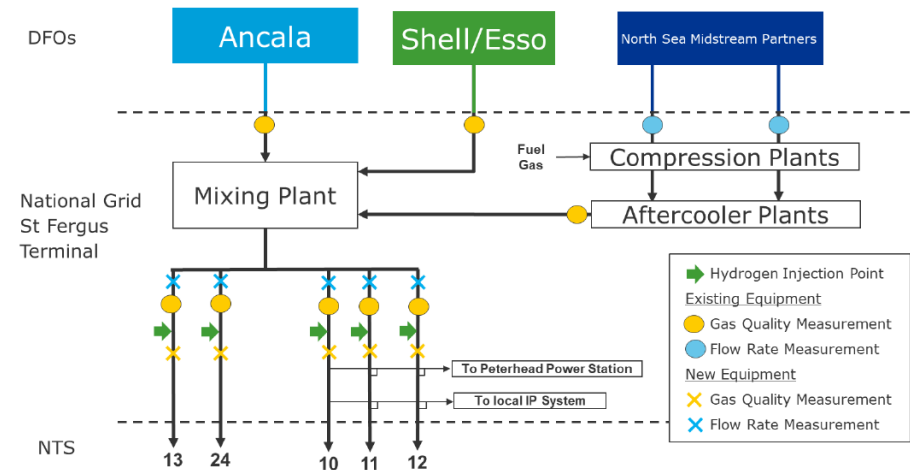 DFOs
Ancala
Shell/Esso
North Sea Midstream Partners
Fuel
Gas
Compression Plants
Mixing Plant
National Grid
St Fergus
Terminal
Aftercooler Plants
Hydrogen Injection Point
Existing Equipment
Gas Quality Measurement
Flow Rate Measurement
New Equipment
Gas Quality Measurement
Flow Rate Measurement
To Peterhead Power Station
To local IP System
NTS
13
24
10
11
12